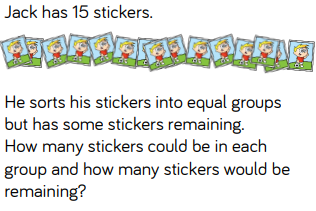 Jack has 15 stickers.
He sorts his stickers into equal groups
but has some stickers remaining.
How many stickers could be in each
group and how many stickers would be
remaining?